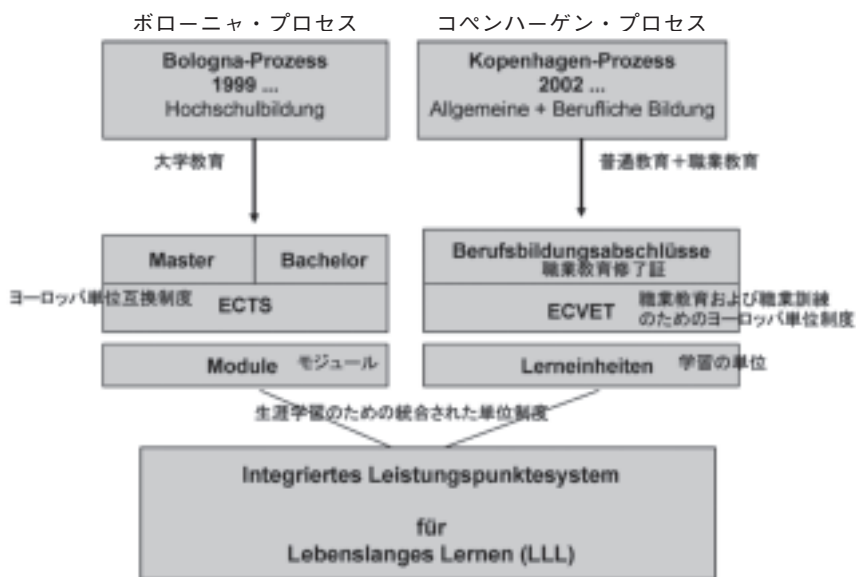 ボローニャ・プロセス
コペンハーゲン・プロセス
Bologna-Prozess
1999 ...
Hochschulbildung
Kopenhagen-Prozess
2002 ...
Allgemeine + Berufliche Bildung
大学教育
普通教育＋職業教育
Master
Bachelor
Berufsbildungsabschlüsse
職業教育修了証
ヨーロッパ単位互換制度
ECTS
ECVET
職業教育および職業訓練
のためのヨーロッパ単位制度
Module
モジュール
Lerneinheiten
学習の単位
生涯学習のための統合された単位制度
Integriertes Leistungspunktesystem
für
Lebenslanges Lernen (LLL)